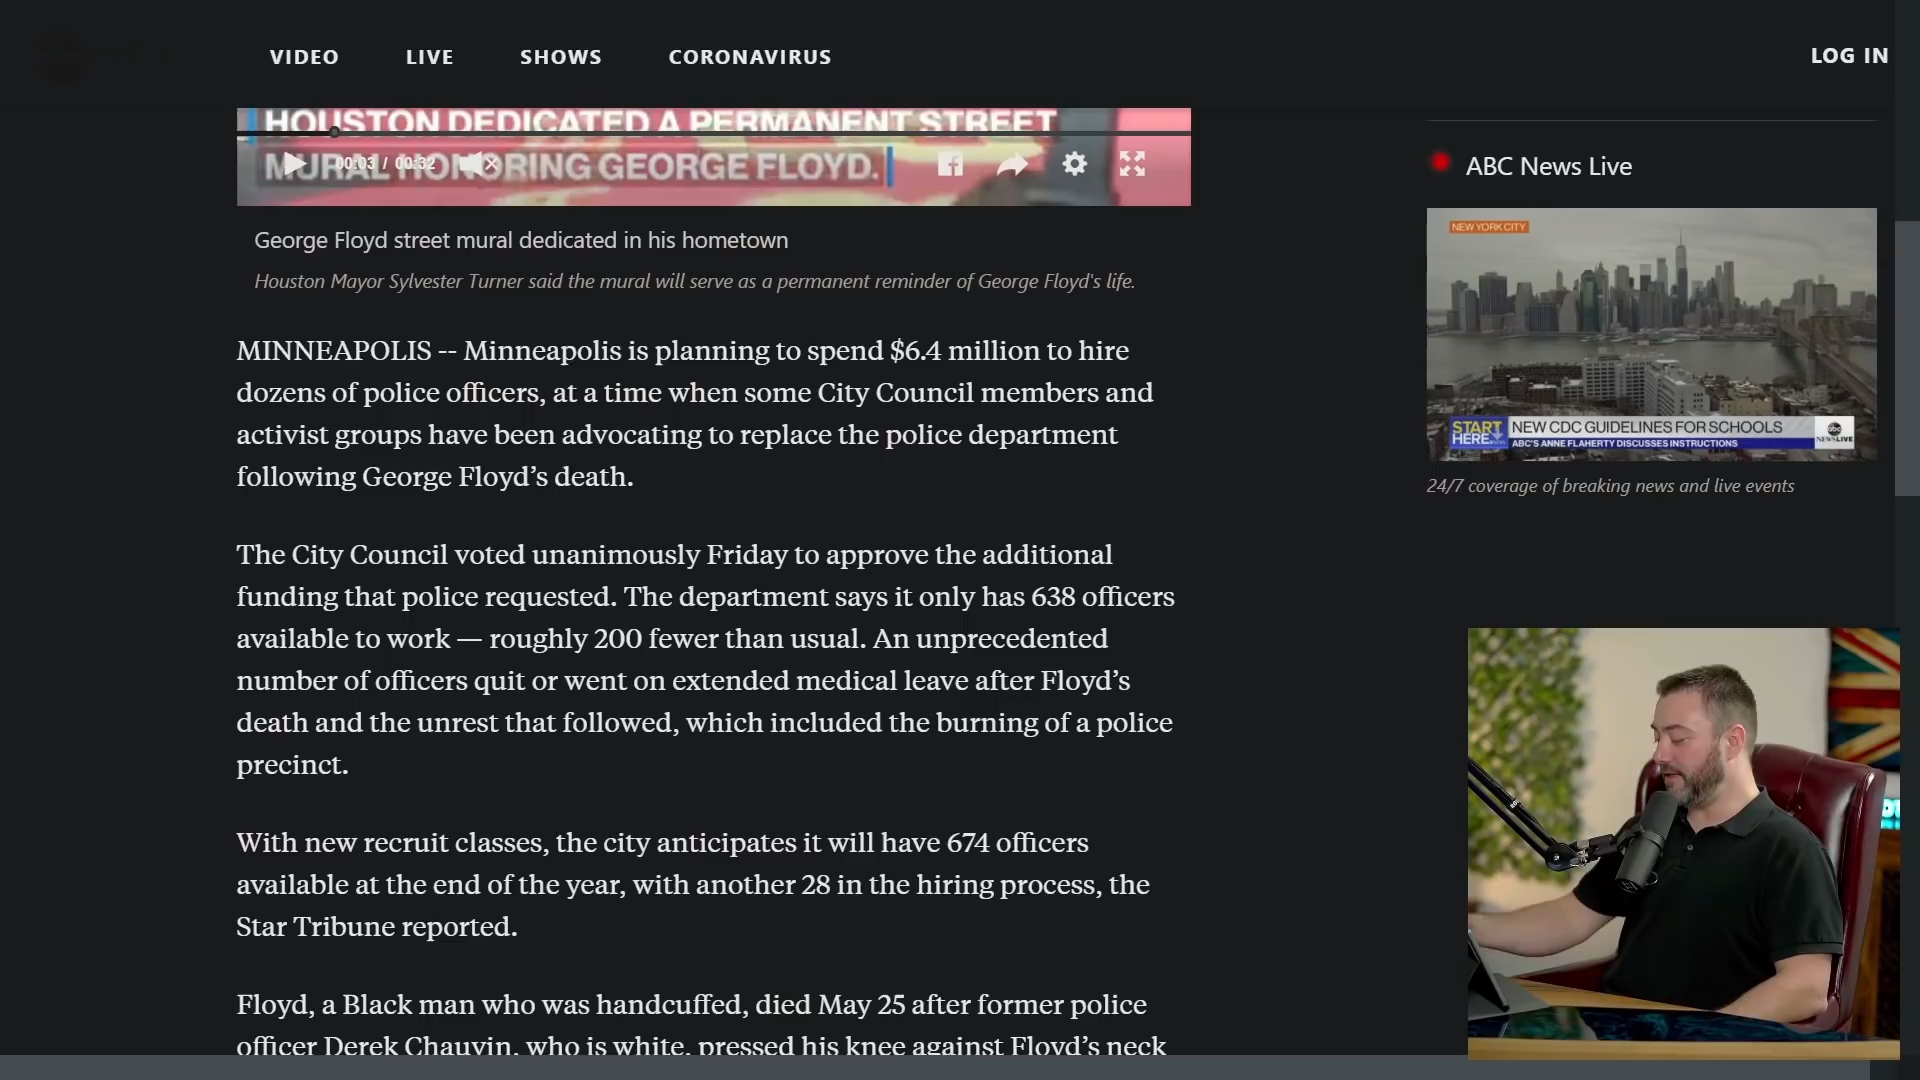 VIDEO LIVE SHOWS CORONAVIRUS LOG IN
HOUSTON DEDICATED A PERMANENT STREET
MURAL HONORING GEORGE FLOYD.
00:03 / 00:32
George Floyd street mural dedicated in his hometown
Houston Mayor Sylvester Turner said the mural will serve as a permanent reminder of George Floyd's life.
MINNEAPOLIS -- Minneapolis is planning to spend $6.4 million to hire
dozens of police officers, at a time when some City Council members and
activist groups have been advocating to replace the police department
following George Floyd’s death.
The City Council voted unanimously Friday to approve the additional
funding that police requested. The department says it only has 638 officers
available to work — roughly 200 fewer than usual. An unprecedented
number of officers quit or went on extended medical leave after Floyd’s
death and the unrest that followed, which included the burning of a police
precinct.
With new recruit classes, the city anticipates it will have 674 officers
available at the end of the year, with another 28 in the hiring process, the
Star Tribune reported.
Floyd, a Black man who was handcuffed, died May 25 after former police
officer Derek Chauvin, who is white, pressed his knee against Floyd’s neck
ABC News Live
NEW YORK CITY
START
HERE
NEW CDC GUIDELINES FOR SCHOOLS
ABC'S ANNE FLAHERTY DISCUSSES INSTRUCTIONS
abc
NEWS LIVE
24/7 coverage of breaking news and live events